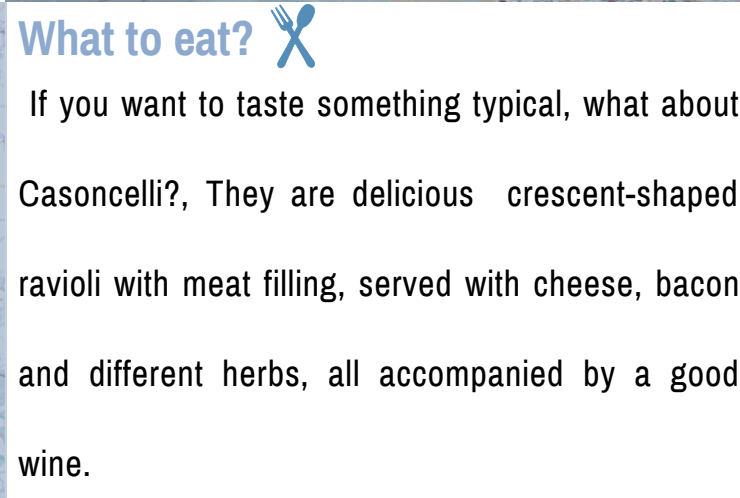 What to eat?
If you want to taste something typical, what about
Casoncelli?, They are delicious crescent-shaped
ravioli with meat filling, served with cheese, bacon
and different herbs, all accompanied by a good
wine.